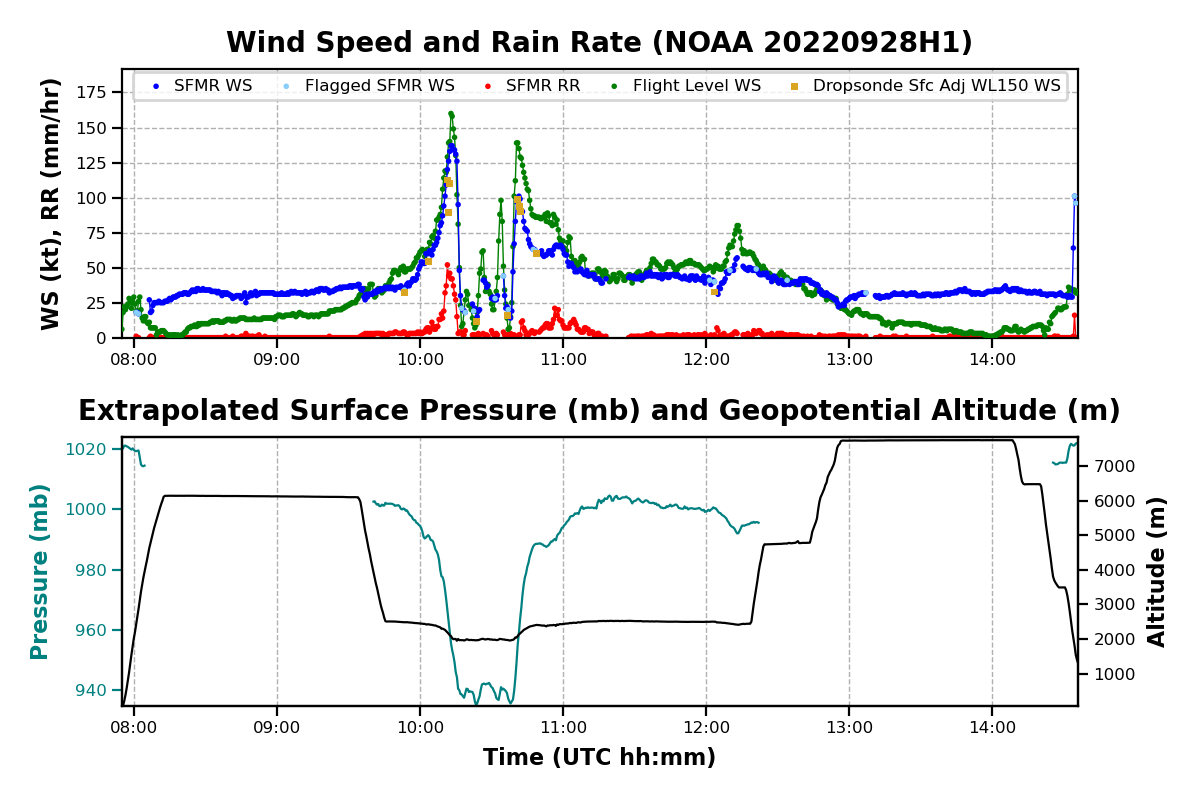 Wind Speed and Rain Rate (NOAA 20220928H1)
SFMR WS Flagged SFMR WS SFMR RR Flight Level WS Dropsonde Sfc Adj WL150 WS
WS (kt), RR (mm/hr)
175
150
125
100
75
50
25
0
08:00 09:00 10:00 11:00 12:00 13:00 14:00
Extrapolated Surface Pressure (mb) and Geopotential Altitude (m)
Pressure (mb)
1020
1000
980
960
940
7000
6000
5000
4000
3000
2000
1000
Altitude (m)
08:00 09:00 10:00 11:00 12:00 13:00 14:00
Time (UTC hh:mm)